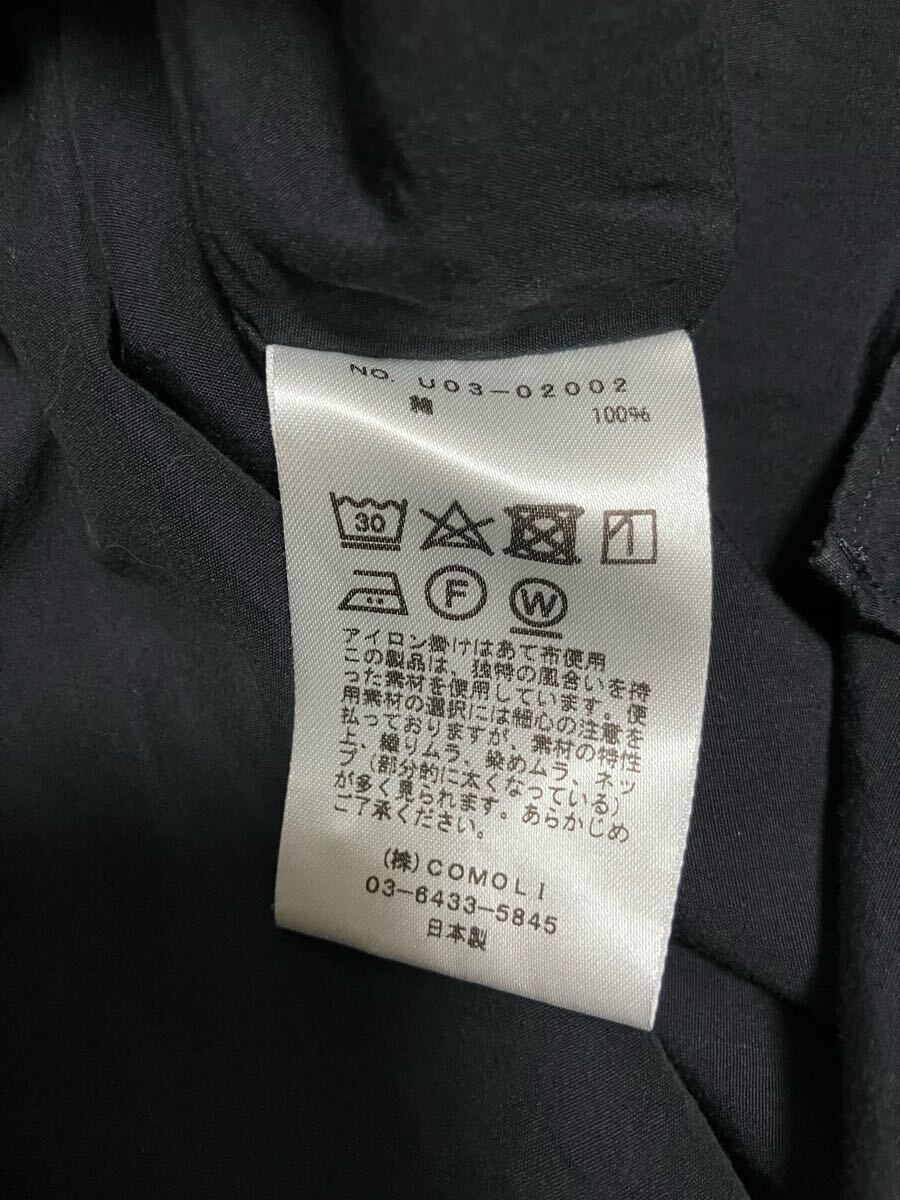 NO. U03-02002
綿 100%
30
F W
アイロン掛けはあて布使用
この製品は、独特の風合いを持
った素材を使用しています。使
用素材の選択には細心の注意を
払っておりますが、素材の特性
上、織りムラ、染めムラ、ネッ
プ(部分的に太くなっている)
が多く見られます。あらかじめ
ご了承ください。
(株)COMOLI
03-6433-5845
日本製